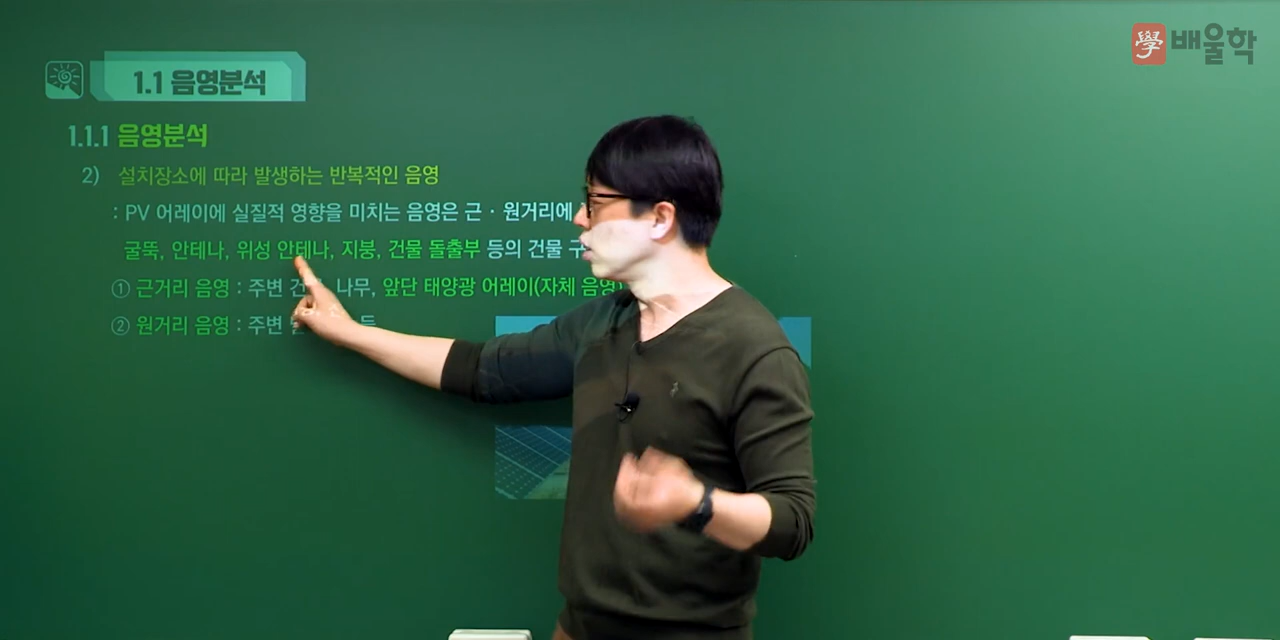 學 배울학
1.1 음영분석
1.1.1 음영분석
2) 설치장소에 따라 발생하는 반복적인 음영
: PV 어레이에 실질적 영향을 미치는 음영은 근 · 원거리에
굴뚝, 안테나, 위성 안테나, 지붕, 건물 돌출부 등의 건물 구
① 근거리 음영 : 주변 나무, 앞단 태양광 어레이(자체 음영)
② 원거리 음영 : 주변 등